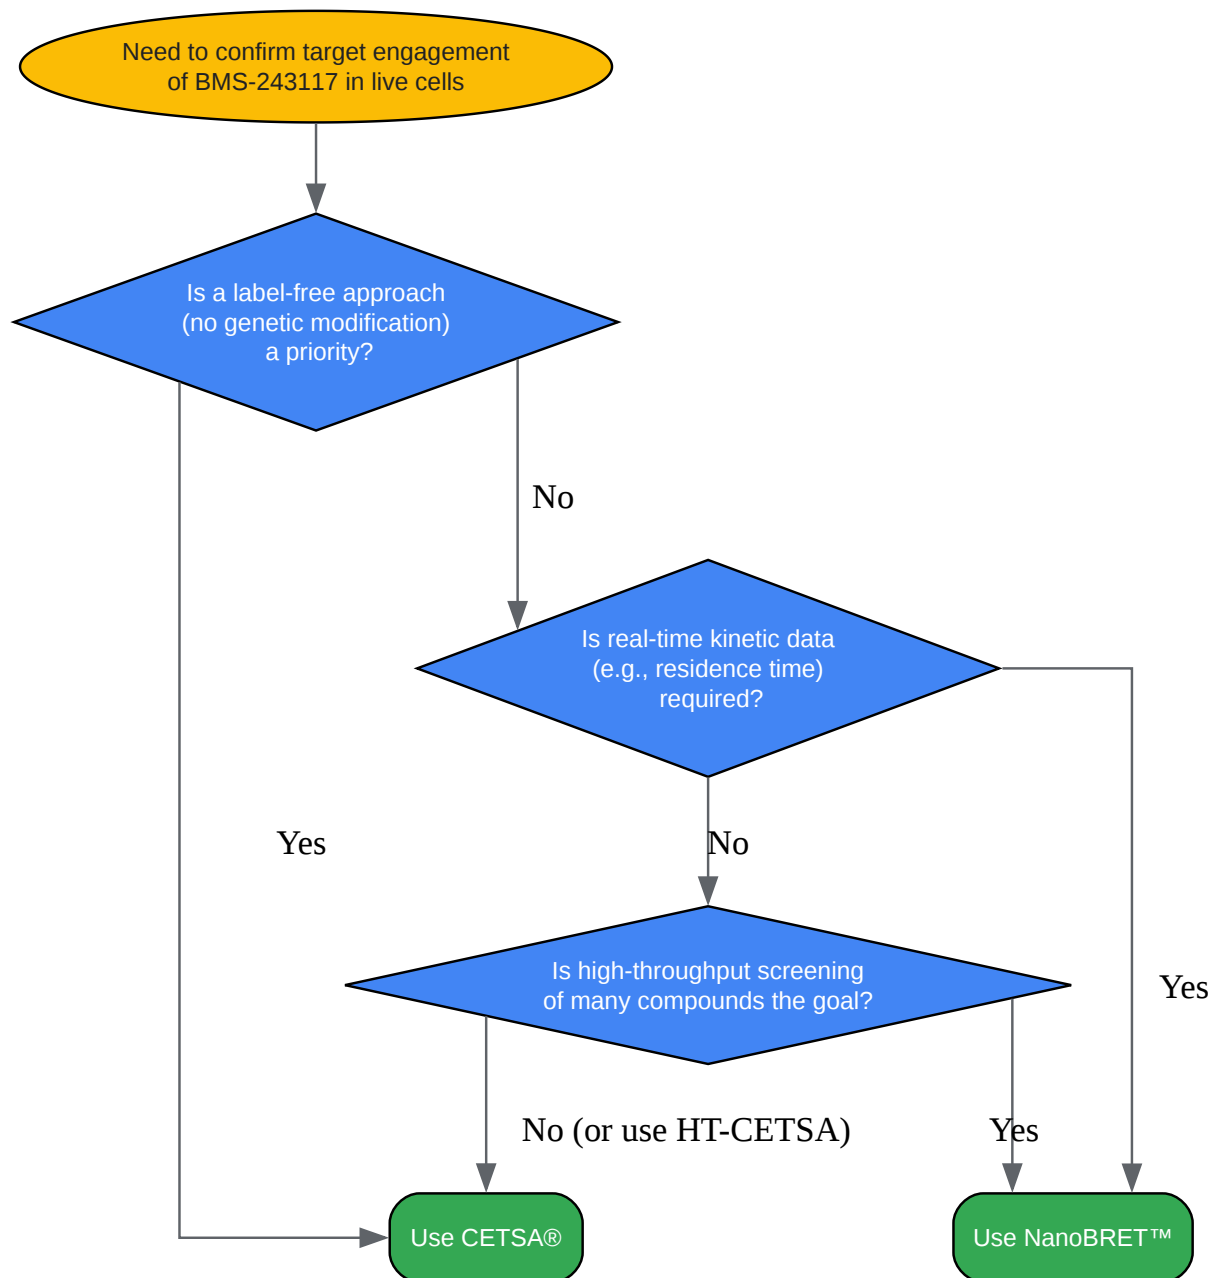 Need to confirm target engagement
of BMS-243117 in live cells
Is a label-free approach
(no genetic modification)
a priority?
No
Is real-time kinetic data
(e.g., residence time)
required?
Yes
No
Is high-throughput screening
of many compounds the goal?
Yes
No (or use HT-CETSA)
Yes
Use CETSA®
Use NanoBRET™